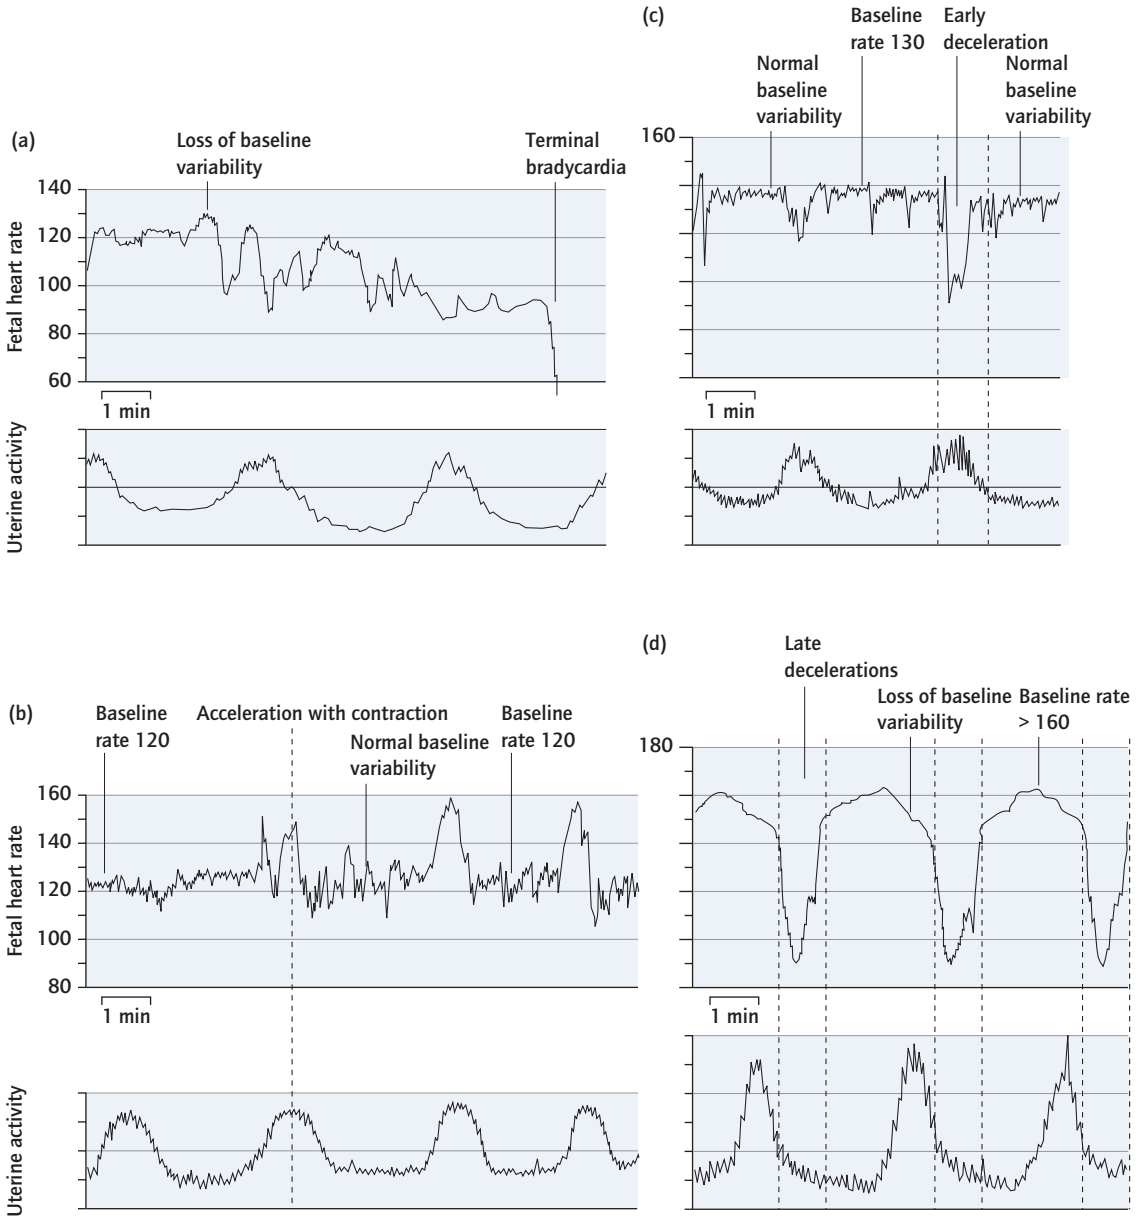 (a)
Loss of baseline
variability
Terminal
bradycardia
140
120
100
80
60
Fetal heart rate
1 min
Uterine activity
(c)
Baseline
rate 130
Early
deceleration
Normal
baseline
variability
Normal
baseline
variability
160
1 min
(b)
Baseline
rate 120
Acceleration with contraction
Normal baseline
variability
Baseline
rate 120
160
140
120
100
80
Fetal heart rate
1 min
Uterine activity
(d)
Late
decelerations
Loss of baseline
variability
Baseline rate
> 160
180
1 min